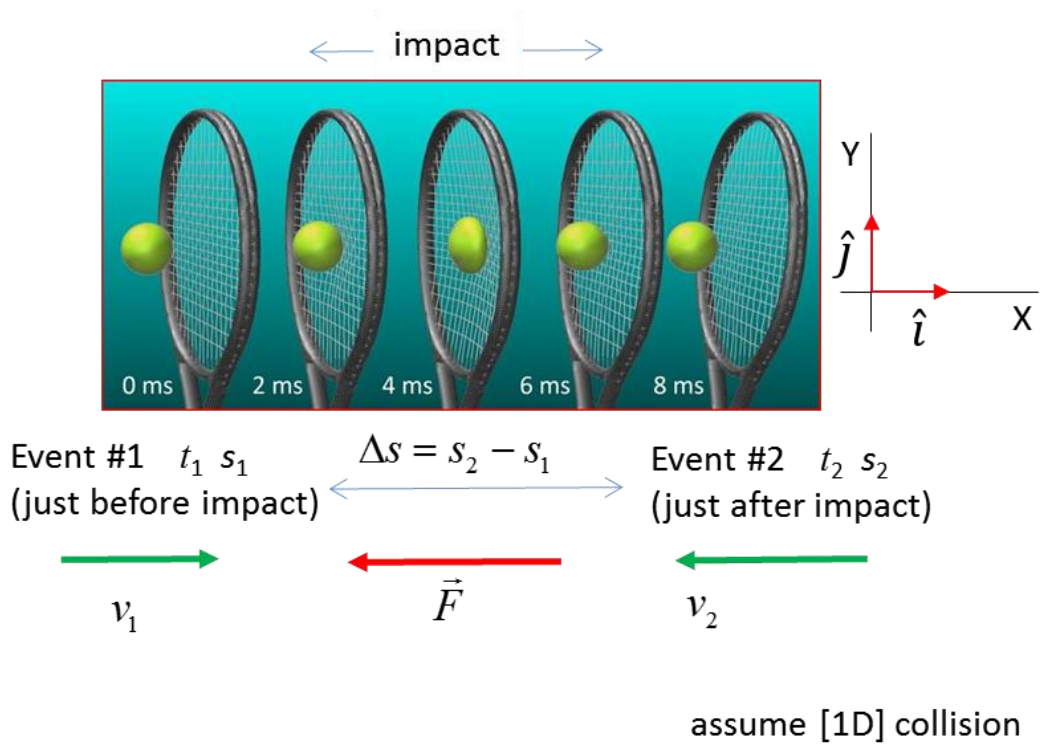 impact
Y
ĵ
î
X
0 ms 2 ms 4 ms 6 ms 8 ms
Event #1 t₁ s₁
(just before impact)
Δs = s₂ − s₁
Event #2 t₂ s₂
(just after impact)
v₁
F⃗
v₂
assume [1D] collision